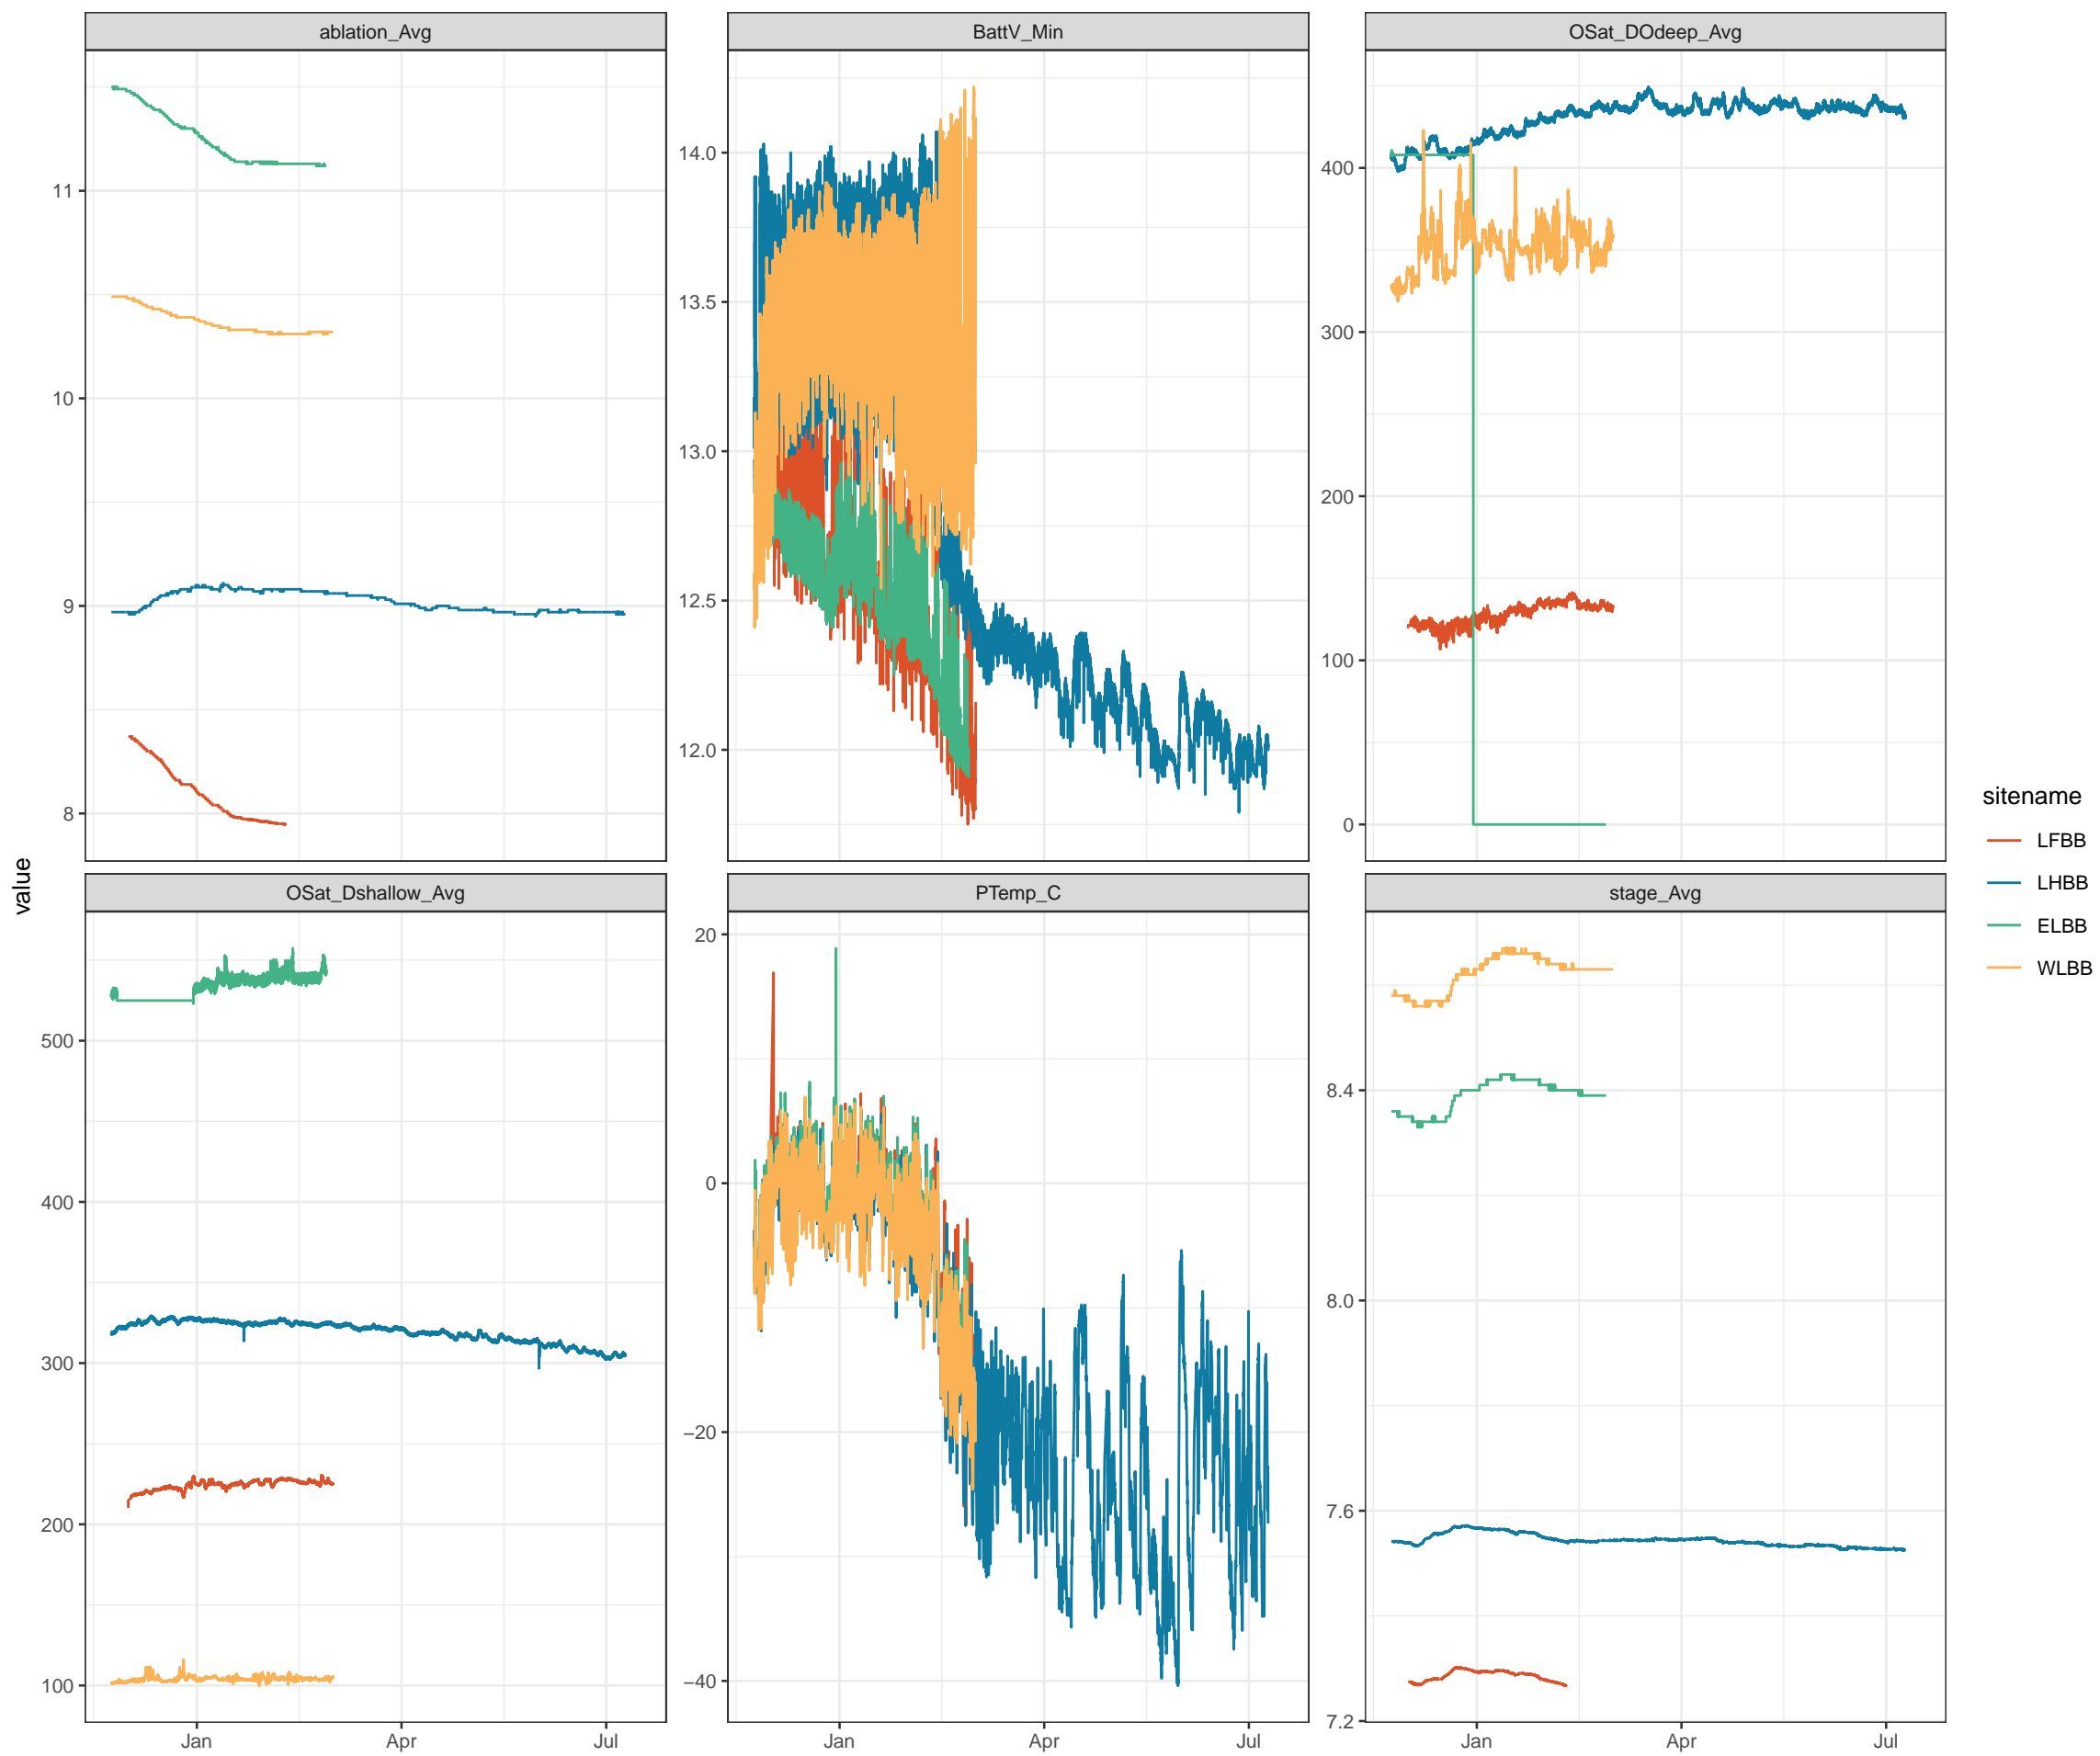 ablation_Avg
BattV_Min
OSat_DOdeep_Avg
11
10
9
8
14.0
13.5
13.0
12.5
12.0
400
300
200
100
0
value
OSat_Dshallow_Avg
PTemp_C
stage_Avg
500
400
300
200
100
20
0
−20
−40
8.4
8.0
7.6
7.2
Jan Apr Jul
Jan Apr Jul
Jan Apr Jul
sitename
LFBB
LHBB
ELBB
WLBB